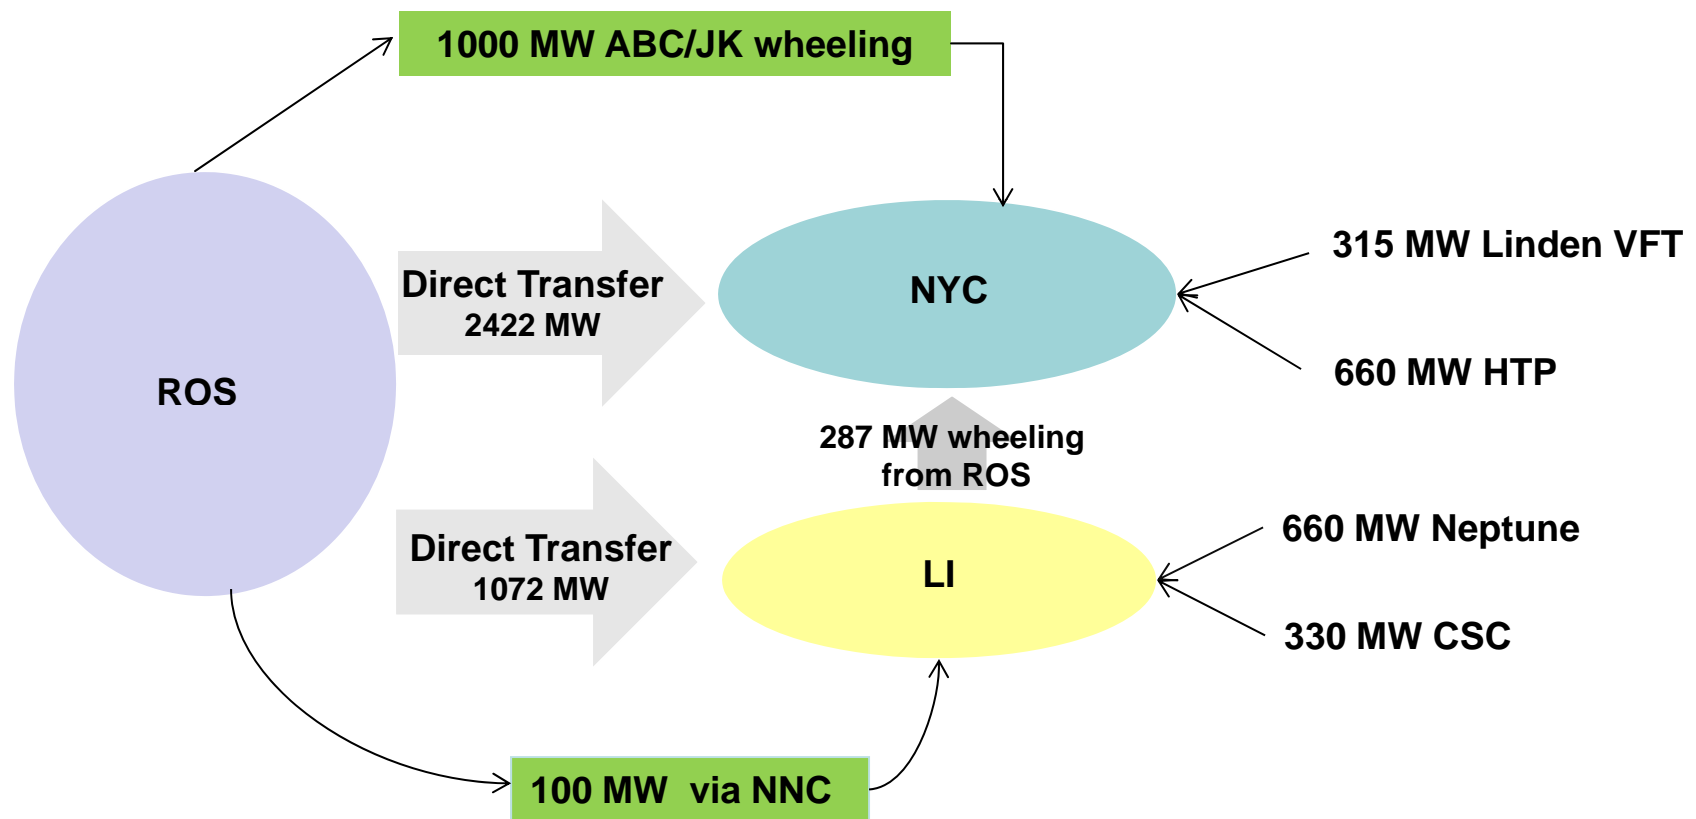 1000 MW ABC/JK wheeling
315 MW Linden VFT
Direct Transfer
2422 MW
NYC
660 MW HTP
ROS
287 MW wheeling
from ROS
660 MW Neptune
Direct Transfer
1072 MW
LI
330 MW CSC
100 MW via NNC